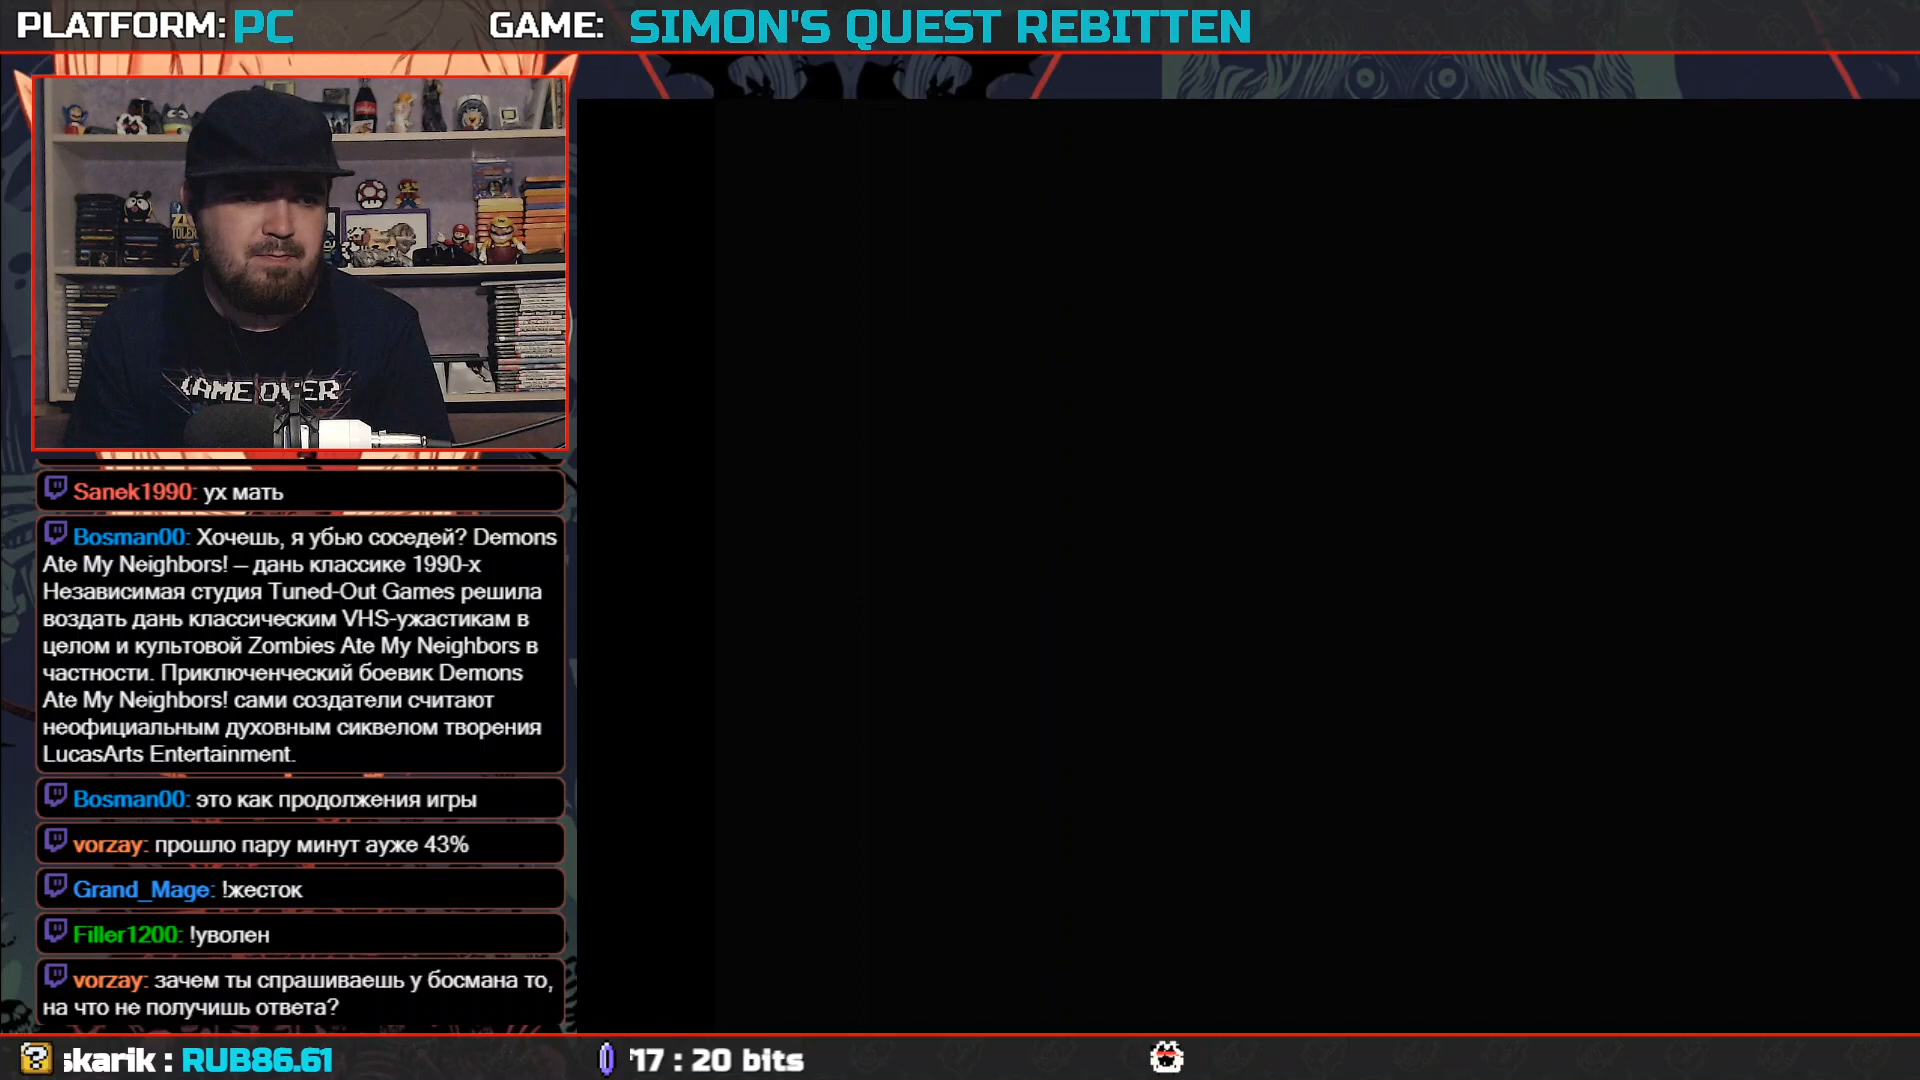 PLATFORM: PC
GAME: SIMON'S QUEST REBITTEN
GAME OVER
Sanek1990: ух мать
Bosman00: Хочешь, я убью соседей? Demons
Ate My Neighbors! – дань классике 1990-х
Независимая студия Tuned-Out Games решила
воздать дань классическим VHS-ужастикам в
целом и культовой Zombies Ate My Neighbors в
частности. Приключенческий боевик Demons
Ate My Neighbors! сами создатели считают
неофициальным духовным сиквелом творения
LucasArts Entertainment.
Bosman00: это как продолжения игры
vorzay: прошло пару минут ауже 43%
Grand_Mage: !жесток
Filler1200: !уволен
vorzay: зачем ты спрашиваешь у босмана то,
на что не получишь ответа?
skarik : RUB86.61
17 : 20 bits